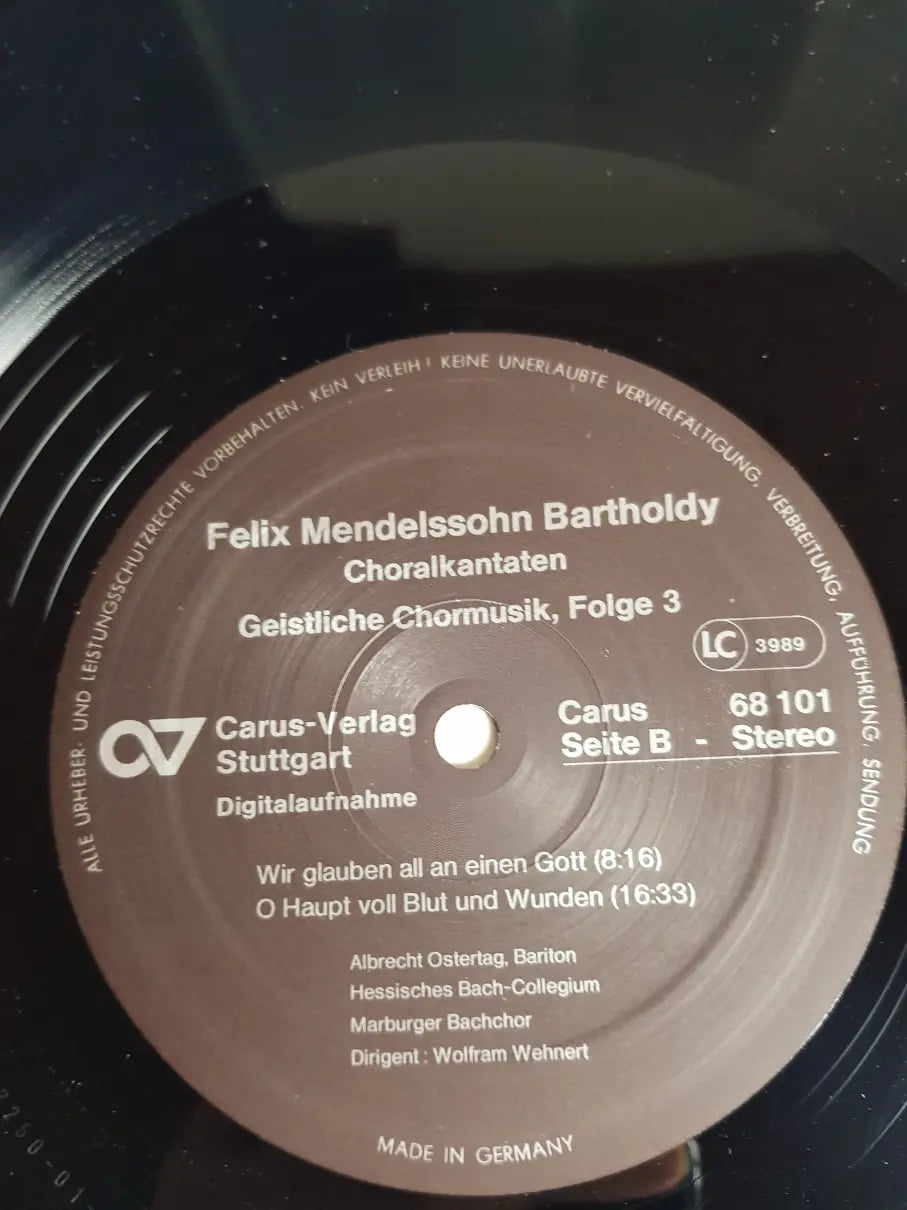 ALLE URHEBER- UND LEISTUNGSSCHUTZRECHTE VORBEHALTEN. KEIN VERLEIH! KEINE UNERLAUBTE VERVIELFÄLTIGUNG, VERBREITUNG, AUFFÜHRUNG, SENDUNG
Felix Mendelssohn Bartholdy
Choralkantaten
Geistliche Chormusik, Folge 3
LC 3989
Carus-Verlag
Stuttgart
Digitalaufnahme
Carus 68 101
Seite B - Stereo
Wir glauben all an einen Gott (8:16)
O Haupt voll Blut und Wunden (16:33)
Albrecht Ostertag, Bariton
Hessisches Bach-Collegium
Marburger Bachchor
Dirigent : Wolfram Wehnert
MADE IN GERMANY